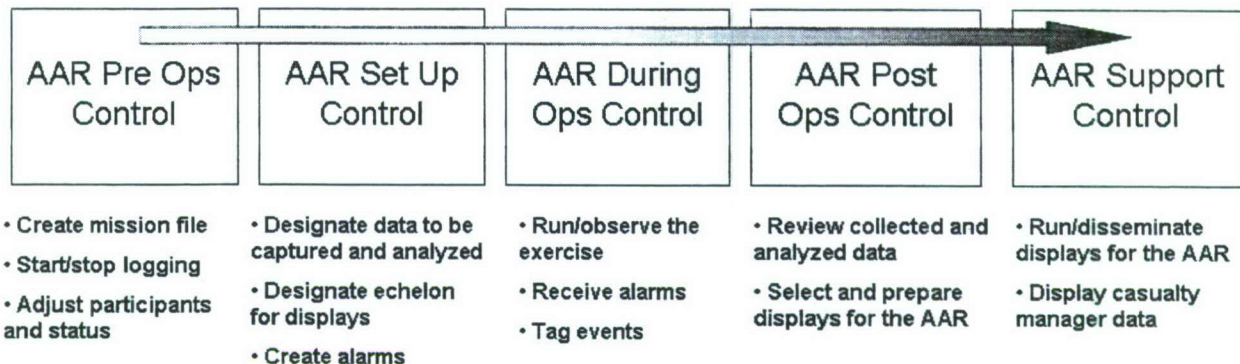 AAR Pre Ops
Control
AAR Set Up
Control
AAR During
Ops Control
AAR Post
Ops Control
AAR Support
Control
• Create mission file
• Start/stop logging
• Adjust participants
and status
• Designate data to be
captured and analyzed
• Designate echelon
for displays
• Create alarms
• Run/observe the
exercise
• Receive alarms
• Tag events
• Review collected and
analyzed data
• Select and prepare
displays for the AAR
• Run/disseminate
displays for the AAR
• Display casualty
manager data